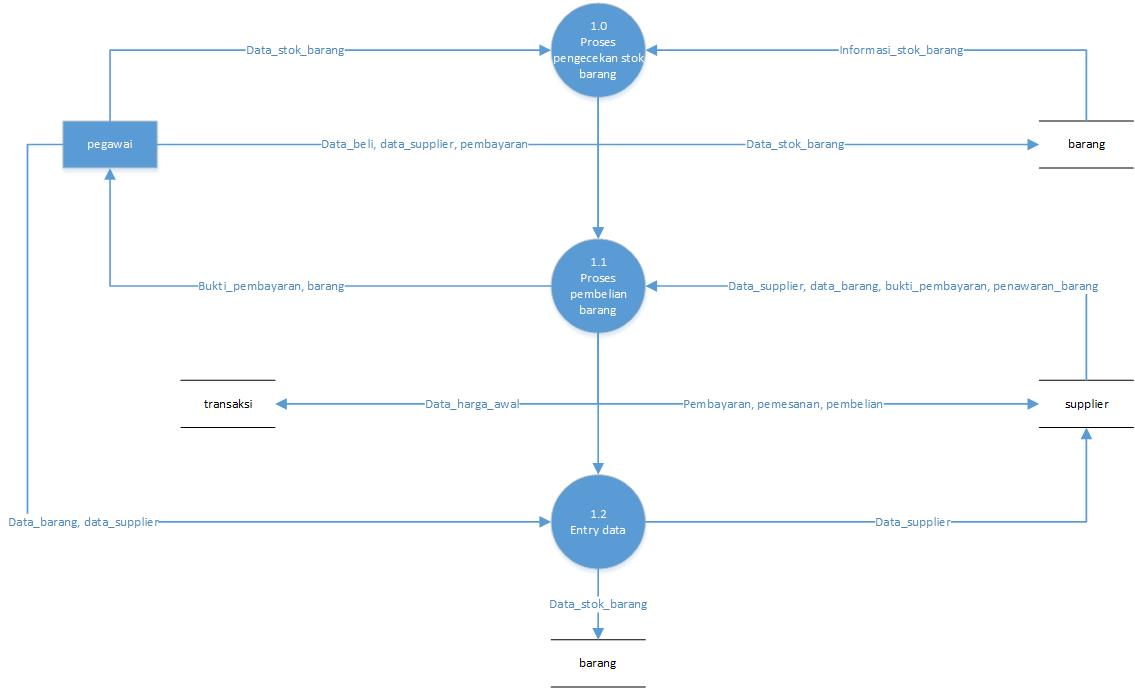 1.0
Proses
pengecekan stok
barang
Data_stok_barang
Informasi_stok_barang
pegawai
Data_beli, data_supplier, pembayaran
Data_stok_barang
barang
1.1
Proses
pembelian
barang
Bukti_pembayaran, barang
Data_supplier, data_barang, bukti_pembayaran, penawaran_barang
transaksi
Data_harga_awal
Pembayaran, pemesanan, pembelian
supplier
1.2
Entry data
Data_barang, data_supplier
Data_supplier
Data_stok_barang
barang